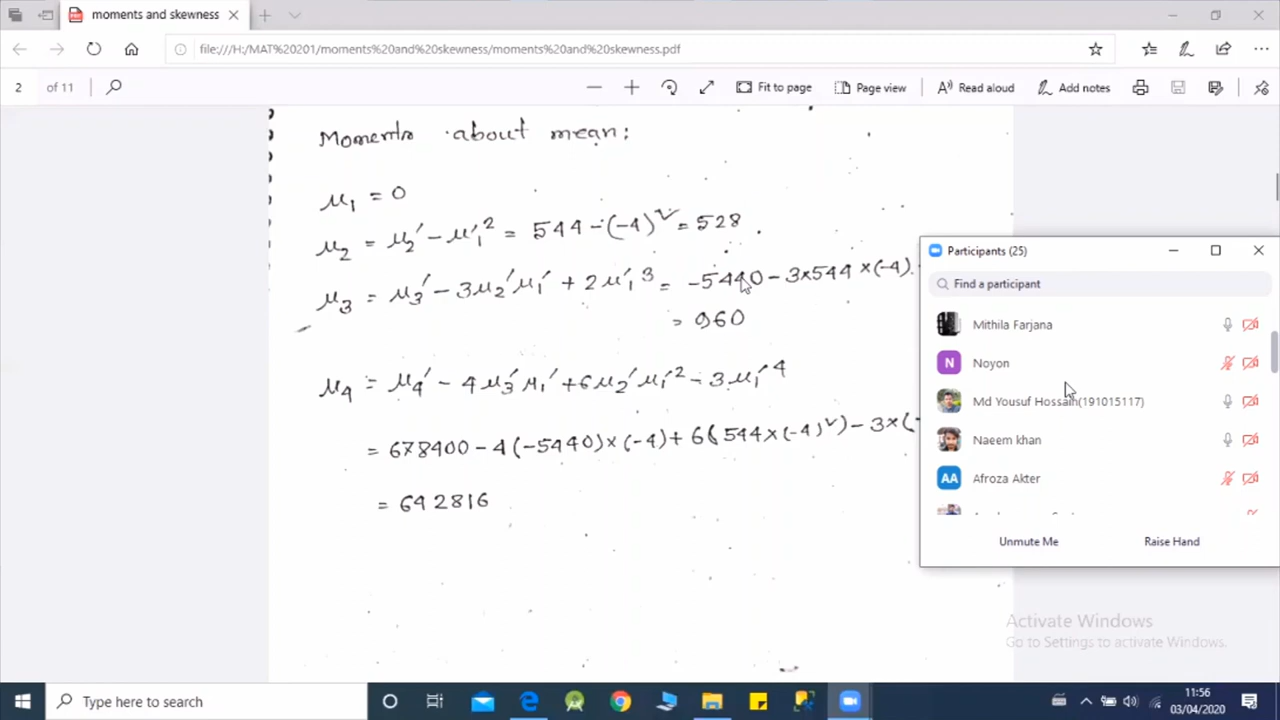 moments and skewness
file:///H:/MAT%20201/moments%20and%20skewness/moments%20and%20skewness.pdf
2 of 11
Fit to page
Page view
Read aloud
Add notes
Moments about mean:
μ₁ = 0
μ₂ = μ₂′ − μ₁′² = 544 − (−4)² = 528 .
μ₃ = μ₃′ − 3μ₂′μ₁′ + 2μ₁′³ = −5440 − 3×544 ×(−4)
= 960
μ₄ = μ₄′ − 4μ₃′μ₁′ + 6μ₂′μ₁′² − 3μ₁′⁴
= 678400 − 4(−5440)×(−4) + 6(544×(−4)²) − 3×(−
= 692816
Participants (25)
Find a participant
Mithila Farjana
N Noyon
Md Yousuf Hossain(191015117)
Naeem khan
AA Afroza Akter
Unmute Me
Raise Hand
Activate Windows
Go to Settings to activate Windows.
Type here to search
11:56
03/04/2020